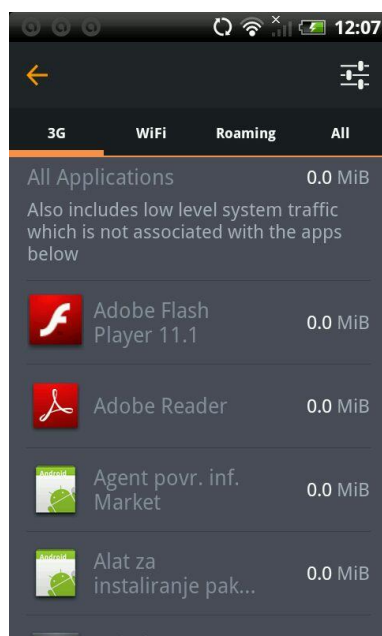 12:07
3G WiFi Roaming All
All Applications 0.0 MiB
Also includes low level system traffic
which is not associated with the apps
below
Adobe Flash
Player 11.1 0.0 MiB
Adobe Reader 0.0 MiB
Android
Agent povr. inf.
Market 0.0 MiB
Android
Alat za
instaliranje pak... 0.0 MiB